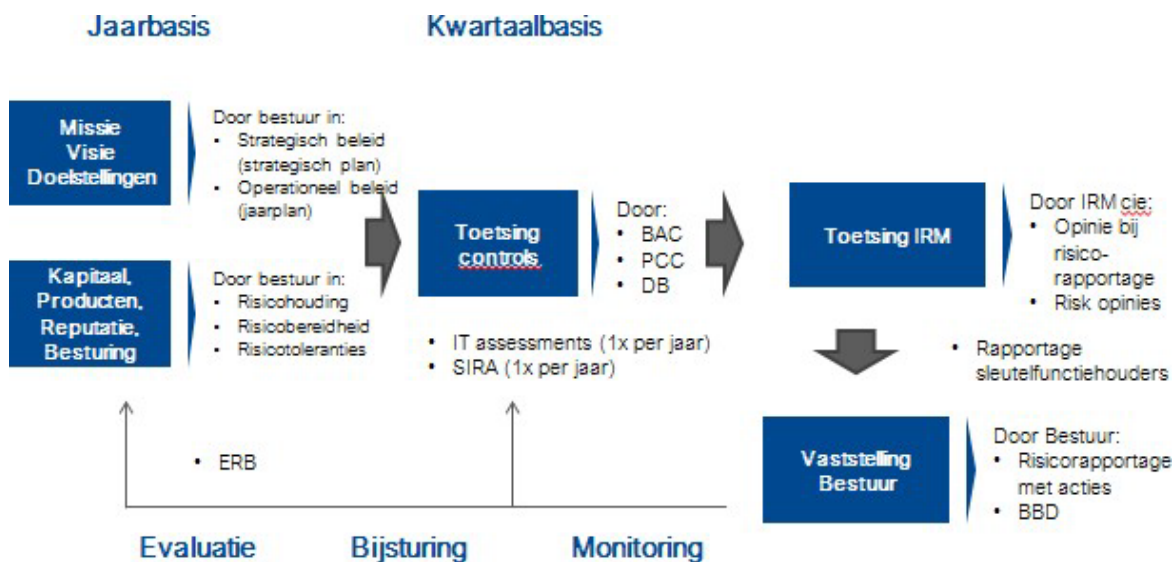 Jaarbasis
Kwartaalbasis
Missie
Visie
Doelstellingen
Door bestuur in:
• Strategisch beleid
(strategisch plan)
• Operationeel beleid
(jaarplan)
Kapitaal,
Producten,
Reputatie,
Besturing
Door bestuur in:
• Risicohouding
• Risicobereidheid
• Risicotoleranties
Toetsing
controls
Door:
• BAC
• PCC
• DB
• IT assessments (1x per jaar)
• SIRA (1x per jaar)
Toetsing IRM
Door IRM cie:
• Opinie bij
risico-
rapportage
• Risk opinies
• Rapportage
sleutelfunctiehouders
Vaststelling
Bestuur
Door Bestuur:
• Risicorapportage
met acties
• BBD
• ERB
Evaluatie
Bijsturing
Monitoring